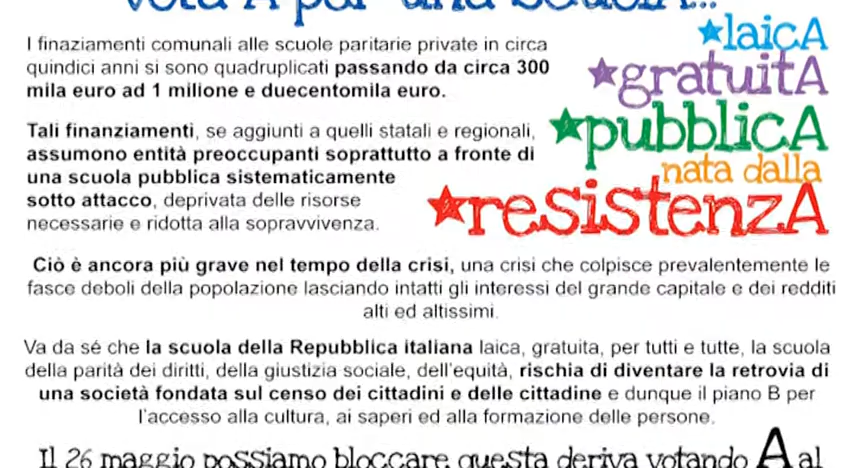 vota A per una scuolA...
I finaziamenti comunali alle scuole paritarie private in circa
quindici anni si sono quadruplicati passando da circa 300
mila euro ad 1 milione e duecentomila euro.
★laicA
★gratuitA
★pubblicA
nata dalla
★resistenzA
Tali finanziamenti, se aggiunti a quelli statali e regionali,
assumono entità preoccupanti soprattutto a fronte di
una scuola pubblica sistematicamente
sotto attacco, deprivata delle risorse
necessarie e ridotta alla sopravvivenza.
Ciò è ancora più grave nel tempo della crisi, una crisi che colpisce prevalentemente le
fasce deboli della popolazione lasciando intatti gli interessi del grande capitale e dei redditi
alti ed altissimi.
Va da sé che la scuola della Repubblica italiana laica, gratuita, per tutti e tutte, la scuola
della parità dei diritti, della giustizia sociale, dell'equità, rischia di diventare la retrovia di
una società fondata sul censo dei cittadini e delle cittadine e dunque il piano B per
l'accesso alla cultura, ai saperi ed alla formazione delle persone.
Il 26 maggio possiamo bloccare questa deriva votando A al